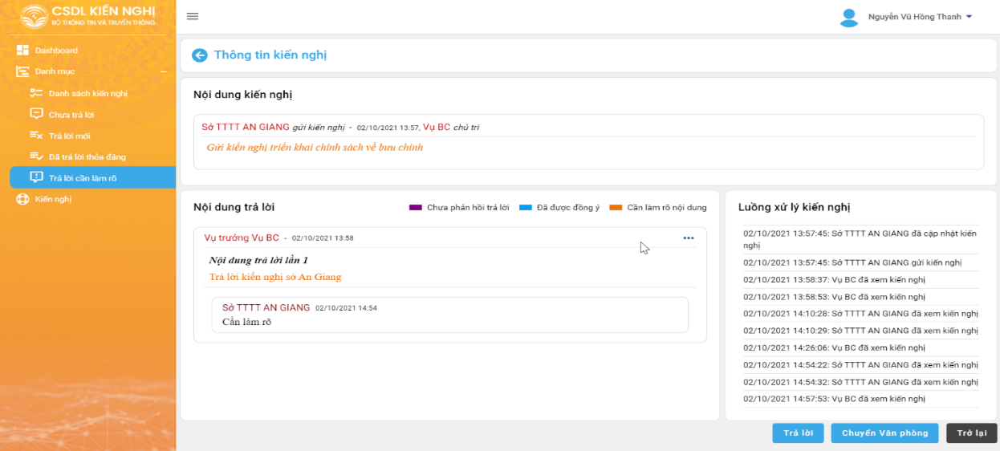 CSDL KIẾN NGHỊ
BỘ THÔNG TIN VÀ TRUYỀN THÔNG
Nguyễn Vũ Hồng Thanh
Dashboard
Danh mục
Danh sách kiến nghị
Chưa trả lời
Trả lời mới
Đã trả lời thỏa đáng
Trả lời cần làm rõ
Kiến nghị
Thông tin kiến nghị
Nội dung kiến nghị
Sở TTTT AN GIANG gửi kiến nghị - 02/10/2021 13:57, Vụ BC chủ trì
Gửi kiến nghị triển khai chính sách về bưu chính
Nội dung trả lời
Chưa phản hồi trả lời
Đã được đồng ý
Cần làm rõ nội dung
Vụ trưởng Vụ BC - 02/10/2021 13:58
Nội dung trả lời lần 1
Trả lời kiến nghị sở An Giang
Sở TTTT AN GIANG 02/10/2021 14:54
Cần làm rõ
Luồng xử lý kiến nghị
02/10/2021 13:57:45: Sở TTTT AN GIANG đã cập nhật kiến
nghị
02/10/2021 13:57:45: Sở TTTT AN GIANG gửi kiến nghị
02/10/2021 13:58:37: Vụ BC đã xem kiến nghị
02/10/2021 13:58:53: Vụ BC đã xem kiến nghị
02/10/2021 14:10:28: Sở TTTT AN GIANG đã xem kiến nghị
02/10/2021 14:10:29: Sở TTTT AN GIANG đã xem kiến nghị
02/10/2021 14:26:06: Vụ BC đã xem kiến nghị
02/10/2021 14:54:22: Sở TTTT AN GIANG đã xem kiến nghị
02/10/2021 14:54:32: Sở TTTT AN GIANG đã xem kiến nghị
02/10/2021 14:57:53: Vụ BC đã xem kiến nghị
Trả lời
Chuyển Văn phòng
Trở lại